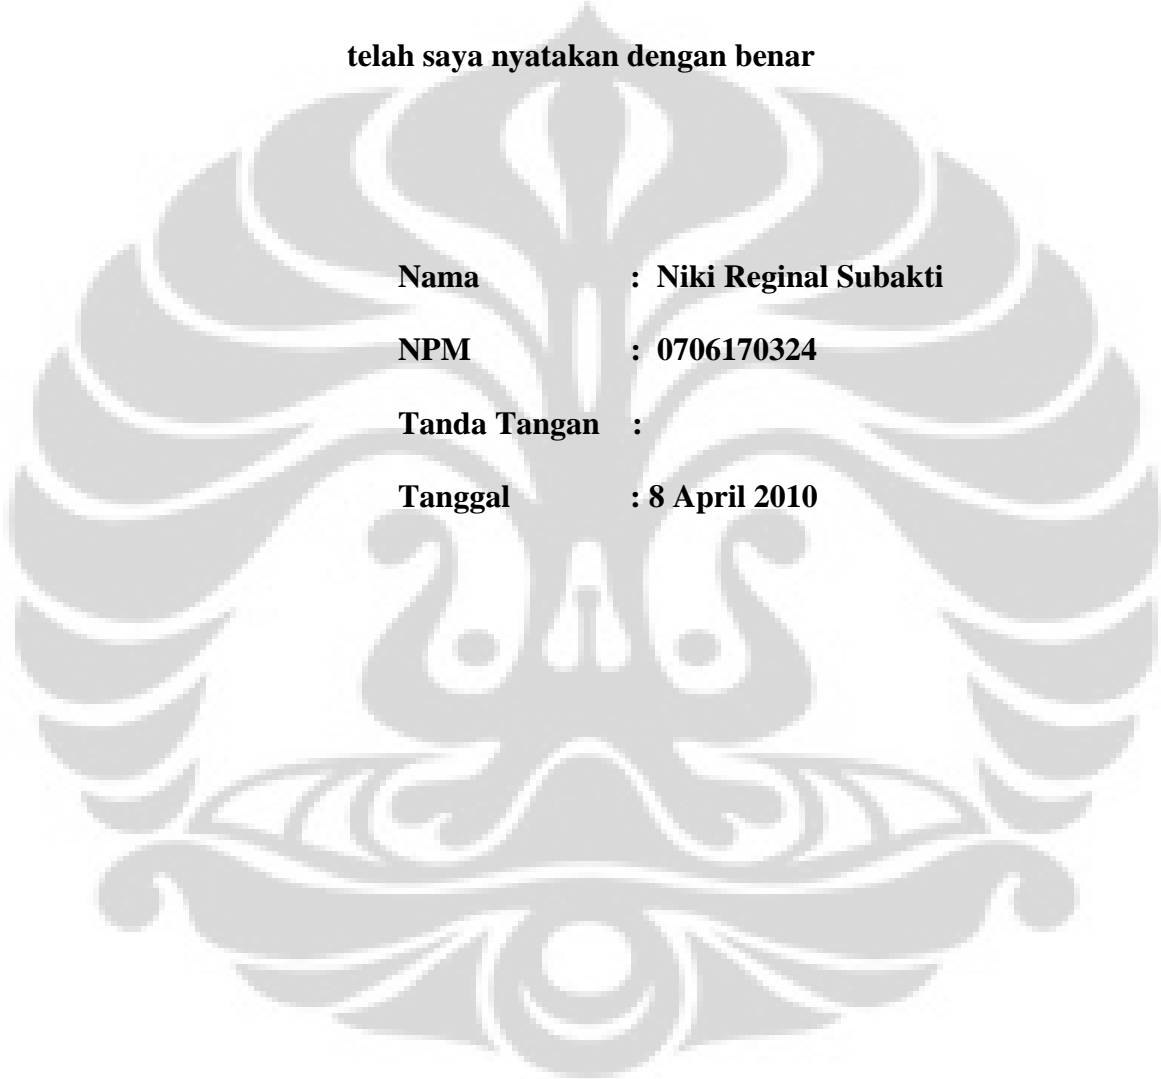 telah saya nyatakan dengan benar
Nama : Niki Reginal Subakti
NPM : 0706170324
Tanda Tangan :
Tanggal : 8 April 2010